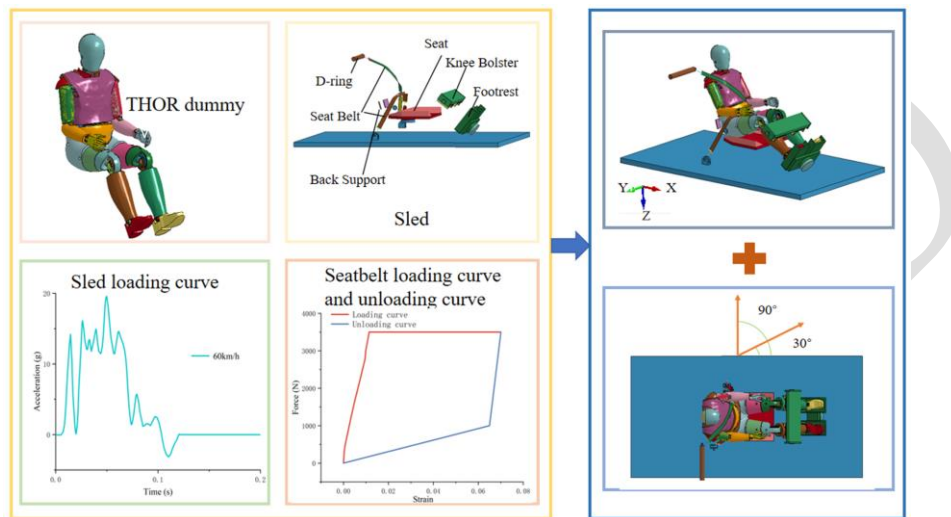 THOR dummy
D-ring
Seat
Knee Bolster
Footrest
Seat Belt
Back Support
Sled
Y
X
Z
Sled loading curve
20
10
0
Acceleration (g)
60km/h
0. 0
0. 1
0. 2
Time (s)
Seatbelt loading curve
and unloading curve
Loading curve
Unloading curve
4000
3000
2000
1000
0
Force (N)
0.00
0.02
0.04
0.06
0.08
Strain
90°
30°